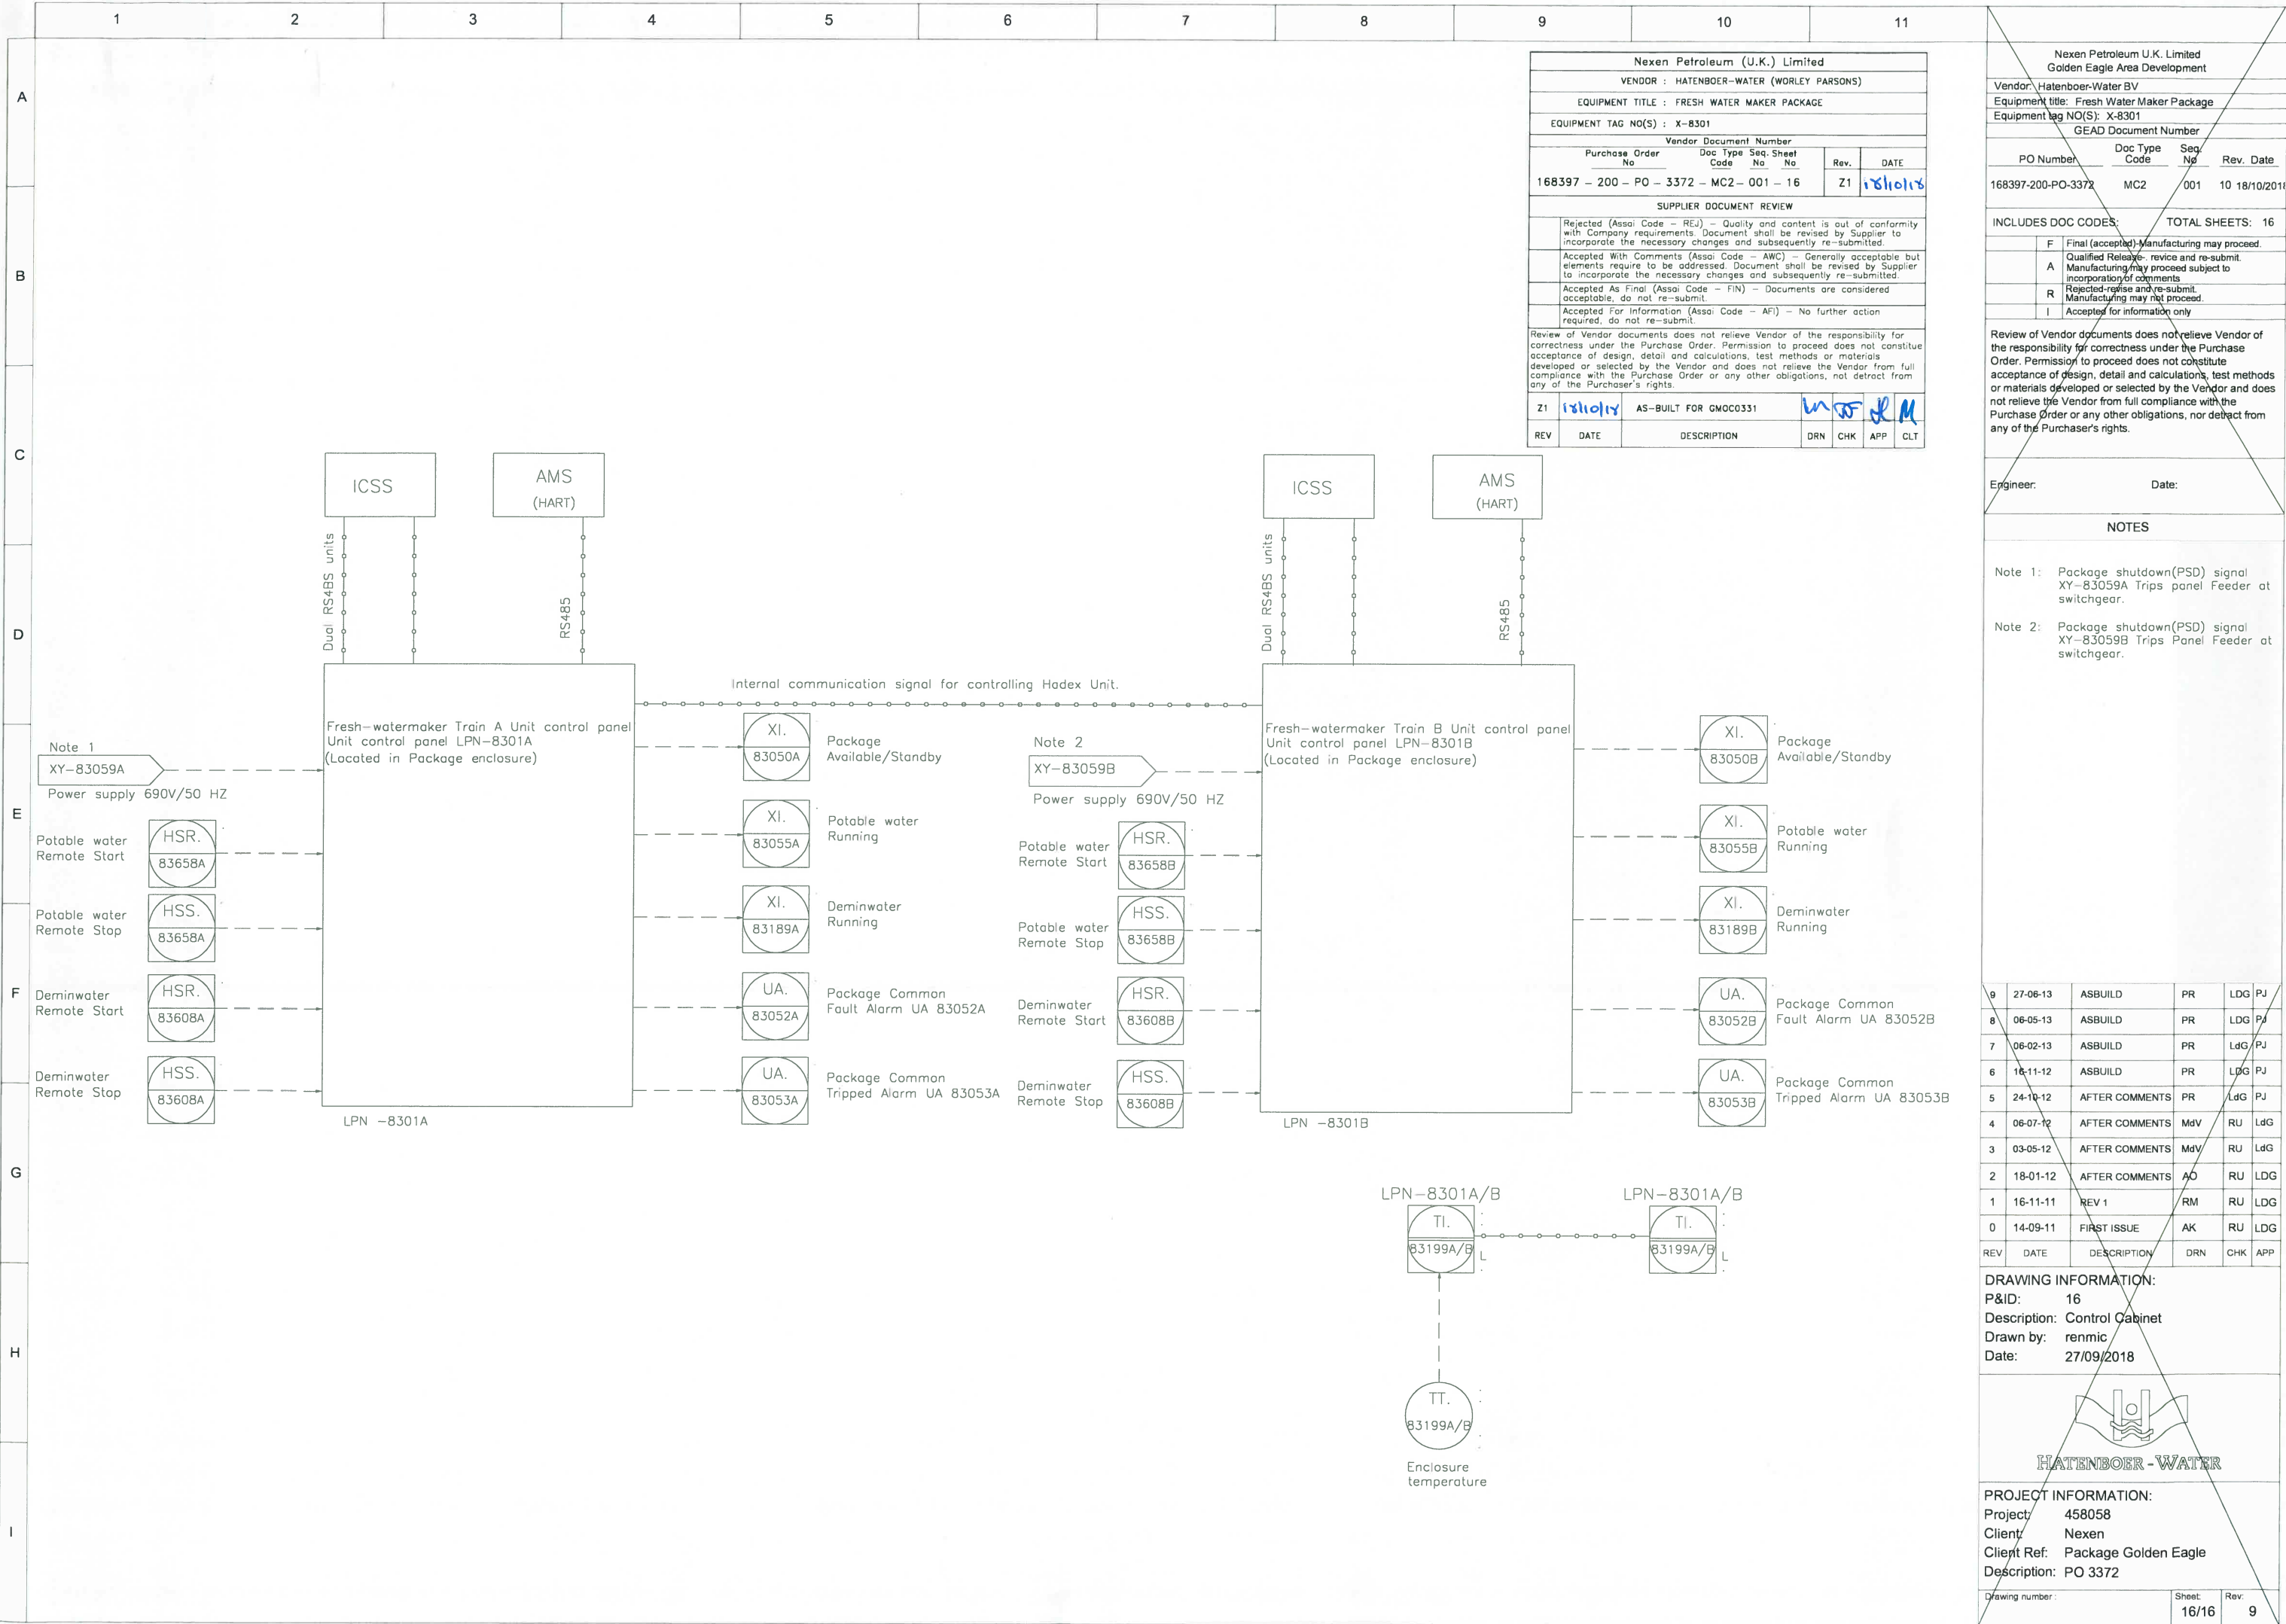 1 2 3 4 5 6 7 8 9 10 11
A
B
C
D
E
F
G
H
I
Nexen Petroleum (U.K.) Limited
VENDOR : HATENBOER-WATER (WORLEY PARSONS)
EQUIPMENT TITLE : FRESH WATER MAKER PACKAGE
EQUIPMENT TAG NO(S) : X-8301
Vendor Document Number
Purchase Order Doc Type Seq. Sheet
No Code No No Rev. DATE
168397 - 200 - PO - 3372 - MC2- 001 - 16 Z1 18/10/18
SUPPLIER DOCUMENT REVIEW
Rejected (Assai Code - REJ) - Quality and content is out of conformity
with Company requirements. Document shall be revised by Supplier to
incorporate the necessary changes and subsequently re-submitted.
Accepted With Comments (Assai Code - AWC) - Generally acceptable but
elements require to be addressed. Document shall be revised by Supplier
to incorporate the necessary changes and subsequently re-submitted.
Accepted As Final (Assai Code - FIN) - Documents are considered
acceptable, do not re-submit.
Accepted For Information (Assai Code - AFI) - No further action
required, do not re-submit.
Review of Vendor documents does not relieve Vendor of the responsibility for
correctness under the Purchase Order. Permission to proceed does not constitute
acceptance of design, detail and calculations, test methods or materials
developed or selected by the Vendor and does not relieve the Vendor from full
compliance with the Purchase Order or any other obligations, not detract from
any of the Purchaser's rights.
Z1 18/10/18 AS-BUILT FOR GMOC0331
REV DATE DESCRIPTION DRN CHK APP CLT
Nexen Petroleum U.K. Limited
Golden Eagle Area Development
Vendor: Hatenboer-Water BV
Equipment title: Fresh Water Maker Package
Equipment tag NO(S): X-8301
GEAD Document Number
PO Number Doc Type Code Seq. No Rev. Date
168397-200-PO-3372 MC2 001 10 18/10/2018
INCLUDES DOC CODES: TOTAL SHEETS: 16
F Final (accepted)-Manufacturing may proceed.
A Qualified Release-. revice and re-submit.
Manufacturing may proceed subject to
incorporation of comments
R Rejected-revise and re-submit.
Manufacturing may not proceed.
I Accepted for information only
Review of Vendor documents does not relieve Vendor of
the responsibility for correctness under the Purchase
Order. Permission to proceed does not constitute
acceptance of design, detail and calculations, test methods
or materials developed or selected by the Vendor and does
not relieve the Vendor from full compliance with the
Purchase Order or any other obligations, nor detract from
any of the Purchaser's rights.
Engineer: Date:
NOTES
Note 1: Package shutdown(PSD) signal
XY-83059A Trips panel Feeder at
switchgear.
Note 2: Package shutdown(PSD) signal
XY-83059B Trips Panel Feeder at
switchgear.
ICSS
AMS
(HART)
Dual RS4BS units
RS485
Internal communication signal for controlling Hadex Unit.
Fresh-watermaker Train A Unit control panel
Unit control panel LPN-8301A
(Located in Package enclosure)
Note 1
XY-83059A
Power supply 690V/50 HZ
Potable water
Remote Start
HSR.
83658A
Potable water
Remote Stop
HSS.
83658A
Deminwater
Remote Start
HSR.
83608A
Deminwater
Remote Stop
HSS.
83608A
LPN -8301A
XI.
83050A
Package
Available/Standby
XI.
83055A
Potable water
Running
XI.
83189A
Deminwater
Running
UA.
83052A
Package Common
Fault Alarm UA 83052A
UA.
83053A
Package Common
Tripped Alarm UA 83053A
ICSS
AMS
(HART)
Dual RS4BS units
RS485
Fresh-watermaker Train B Unit control panel
Unit control panel LPN-8301B
(Located in Package enclosure)
Note 2
XY-83059B
Power supply 690V/50 HZ
Potable water
Remote Start
HSR.
83658B
Potable water
Remote Stop
HSS.
83658B
Deminwater
Remote Start
HSR.
83608B
Deminwater
Remote Stop
HSS.
83608B
LPN -8301B
XI.
83050B
Package
Available/Standby
XI.
83055B
Potable water
Running
XI.
83189B
Deminwater
Running
UA.
83052B
Package Common
Fault Alarm UA 83052B
UA.
83053B
Package Common
Tripped Alarm UA 83053B
LPN-8301A/B LPN-8301A/B
TI. TI.
83199A/B L 83199A/B L
TT.
83199A/B
Enclosure
temperature
9 27-06-13 ASBUILD PR LDG PJ
8 06-05-13 ASBUILD PR LDG PJ
7 06-02-13 ASBUILD PR LdG PJ
6 16-11-12 ASBUILD PR LDG PJ
5 24-10-12 AFTER COMMENTS PR LdG PJ
4 06-07-12 AFTER COMMENTS MdV RU LdG
3 03-05-12 AFTER COMMENTS MdV RU LdG
2 18-01-12 AFTER COMMENTS AO RU LDG
1 16-11-11 REV 1 RM RU LDG
0 14-09-11 FIRST ISSUE AK RU LDG
REV DATE DESCRIPTION DRN CHK APP
DRAWING INFORMATION:
P&ID: 16
Description: Control Cabinet
Drawn by: renmic
Date: 27/09/2018
HATENBOER-WATER
PROJECT INFORMATION:
Project: 458058
Client: Nexen
Client Ref: Package Golden Eagle
Description: PO 3372
Drawing number : Sheet: Rev:
16/16 9